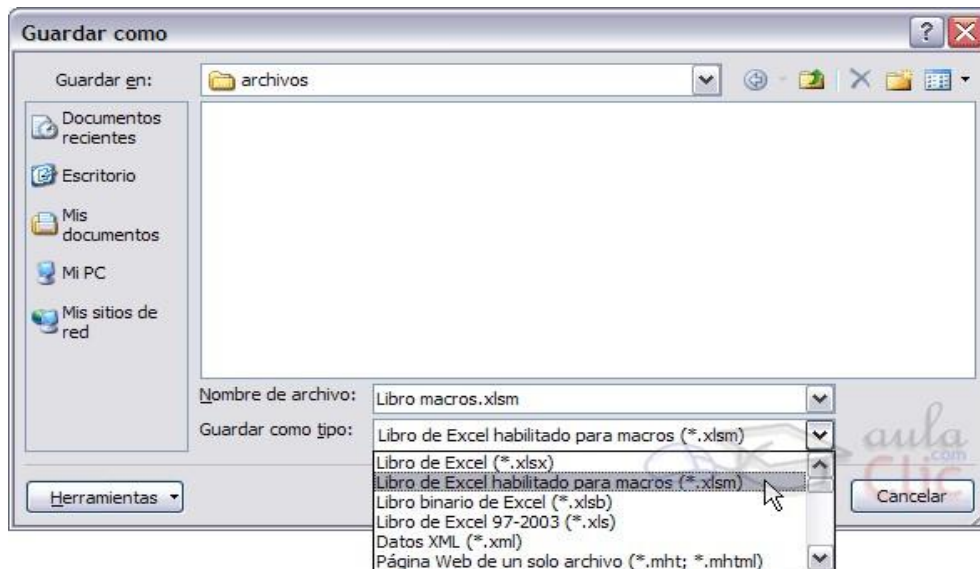 Guardar como
Guardar en:
archivos
Documentos
recientes
Escritorio
Mis
documentos
Mi PC
Mis sitios de
red
Nombre de archivo:
Libro macros.xlsm
Guardar como tipo:
Libro de Excel habilitado para macros (*.xlsm)
Libro de Excel (*.xlsx)
Libro de Excel habilitado para macros (*.xlsm)
Libro binario de Excel (*.xlsb)
Libro de Excel 97-2003 (*.xls)
Datos XML (*.xml)
Página Web de un solo archivo (*.mht; *.mhtml)
Herramientas
Cancelar
aula
.com
Clic